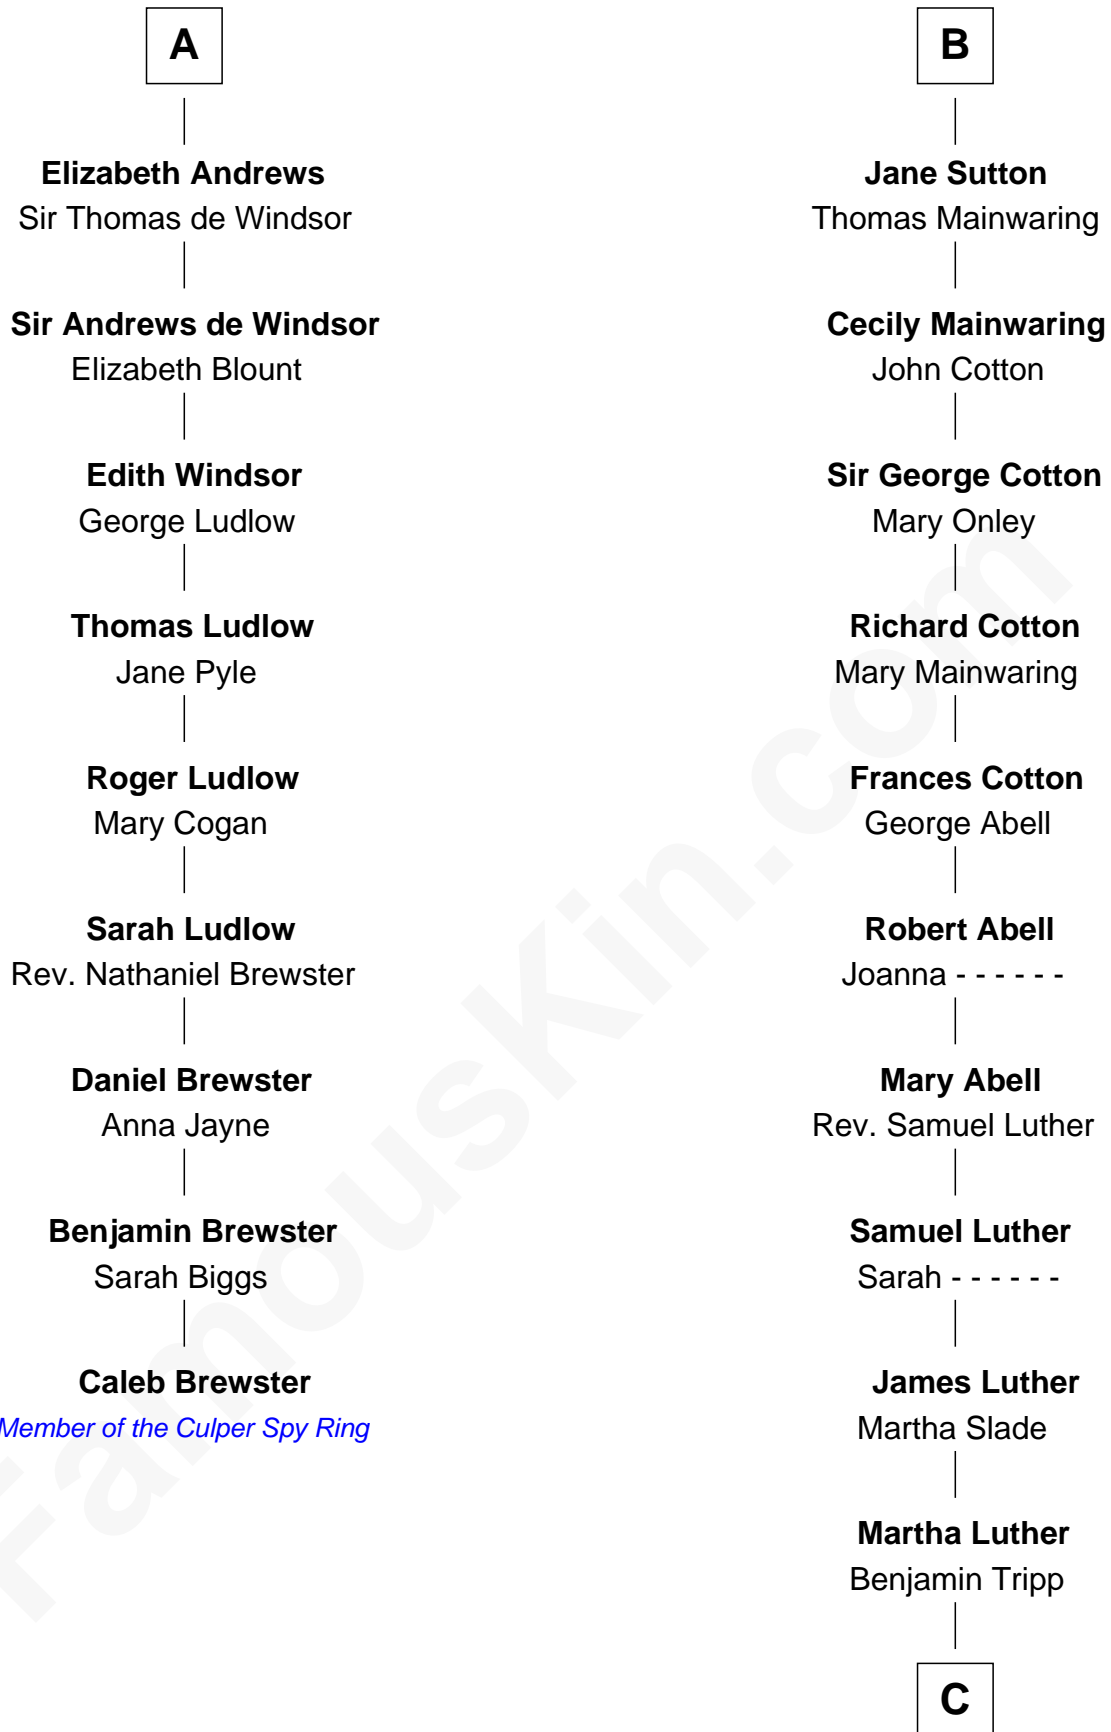 A
Elizabeth Andrews
Sir Thomas de Windsor
Sir Andrews de Windsor
Elizabeth Blount
Edith Windsor
George Ludlow
Thomas Ludlow
Jane Pyle
Roger Ludlow
Mary Cogan
Sarah Ludlow
Rev. Nathaniel Brewster
Daniel Brewster
Anna Jayne
Benjamin Brewster
Sarah Biggs
Caleb Brewster
Member of the Culper Spy Ring
B
Jane Sutton
Thomas Mainwaring
Cecily Mainwaring
John Cotton
Sir George Cotton
Mary Onley
Richard Cotton
Mary Mainwaring
Frances Cotton
George Abell
Robert Abell
Joanna - - - - - -
Mary Abell
Rev. Samuel Luther
Samuel Luther
Sarah - - - - - -
James Luther
Martha Slade
Martha Luther
Benjamin Tripp
C
FamousKin.com